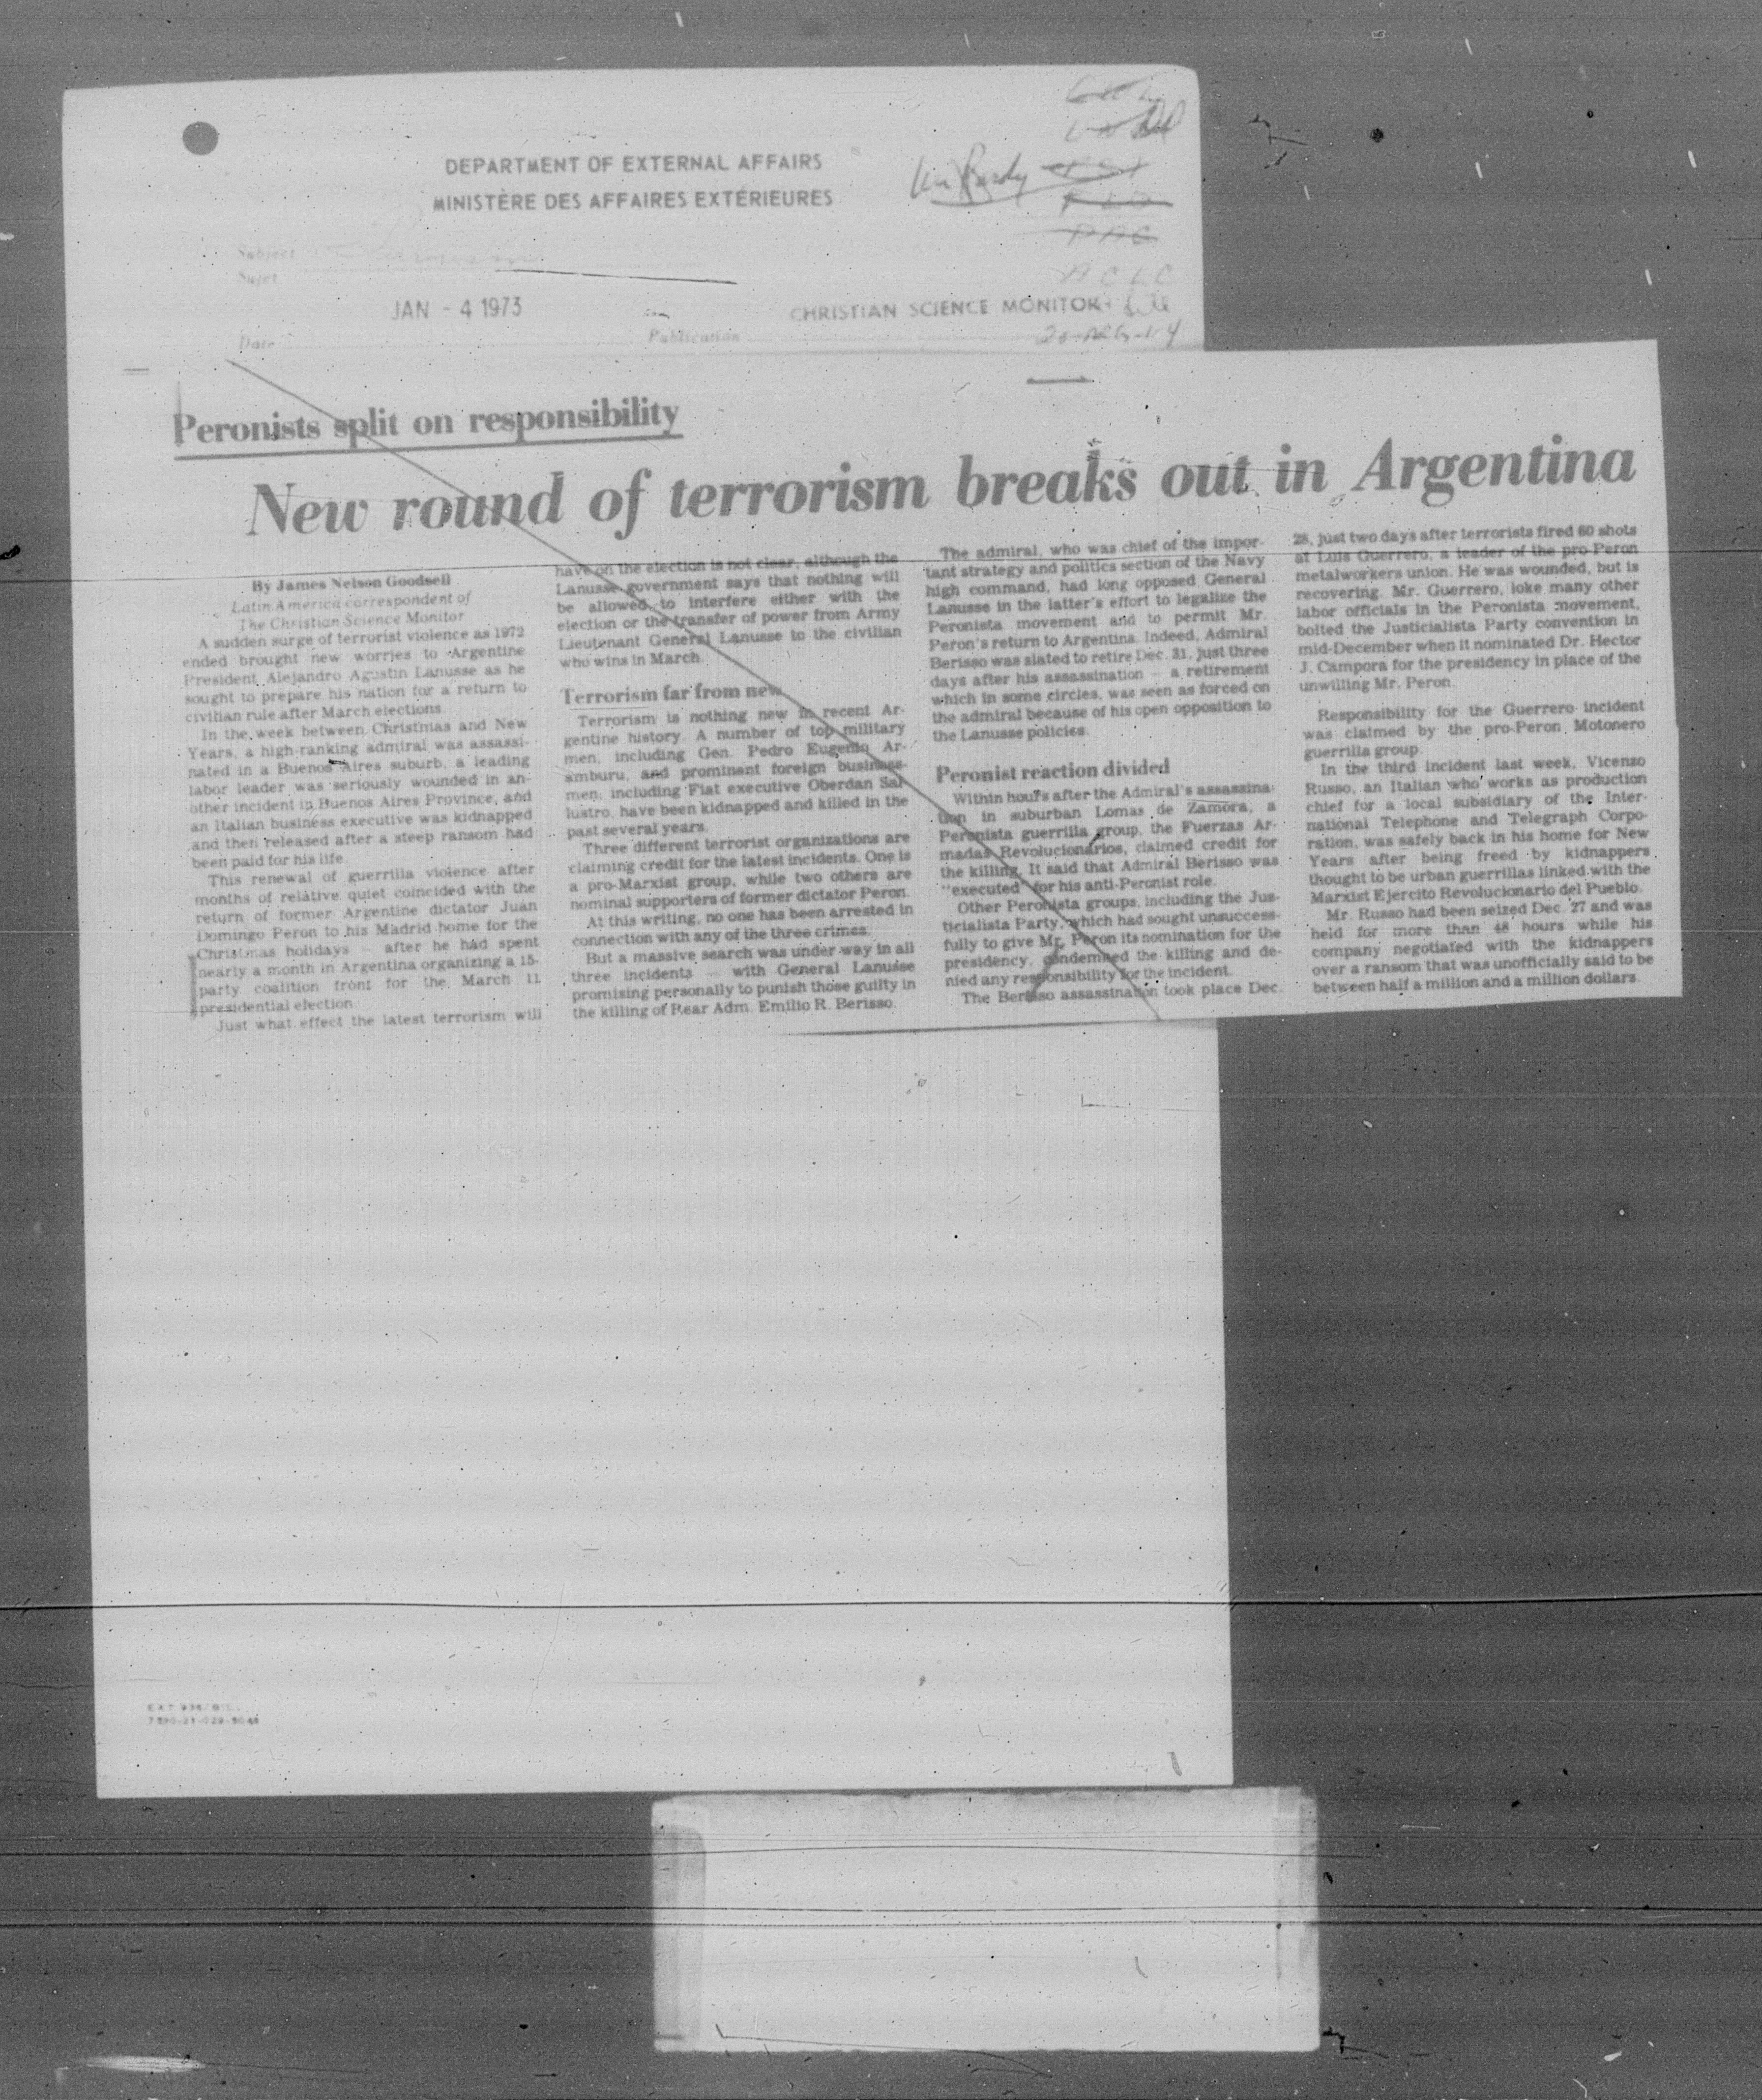 DEPARTMENT OF EXTERNAL AFFAIRS
MINISTÈRE DES AFFAIRES EXTÉRIEURES
Subject
Sujet
JAN - 4 1973
CHRISTIAN SCIENCE MONITOR
Date
Publication
20-ARG-1-4
Peronists split on responsibility
New round of terrorism breaks out in Argentina
By James Nelson Goodsell
Latin America correspondent of
The Christian Science Monitor
A sudden surge of terrorist violence as 1972
ended brought new worries to Argentine
President Alejandro Agustin Lanusse as he
sought to prepare his nation for a return to
civilian rule after March elections.
In the week between Christmas and New
Years, a high-ranking admiral was assassi-
nated in a Buenos Aires suburb, a leading
labor leader was seriously wounded in an-
other incident in Buenos Aires Province, and
an Italian business executive was kidnapped
and then released after a steep ransom had
been paid for his life.
This renewal of guerrilla violence after
months of relative quiet coincided with the
return of former Argentine dictator Juan
Domingo Peron to his Madrid home for the
Christmas holidays — after he had spent
nearly a month in Argentina organizing a 15-
party coalition front for the March 11
presidential election.
Just what effect the latest terrorism will
have on the election is not clear, although the
Lanusse government says that nothing will
be allowed to interfere either with the
election or the transfer of power from Army
Lieutenant General Lanusse to the civilian
who wins in March.
Terrorism far from new
Terrorism is nothing new in recent Ar-
gentine history. A number of top military
men, including Gen. Pedro Eugenio Ar-
amburu, and prominent foreign business-
men, including Fiat executive Oberdan Sal-
lustro, have been kidnapped and killed in the
past several years.
Three different terrorist organizations are
claiming credit for the latest incidents. One is
a pro-Marxist group, while two others are
nominal supporters of former dictator Peron.
At this writing, no one has been arrested in
connection with any of the three crimes.
But a massive search was under way in all
three incidents — with General Lanusse
promising personally to punish those guilty in
the killing of Rear Adm. Emilio R. Berisso.
The admiral, who was chief of the impor-
tant strategy and politics section of the Navy
high command, had long opposed General
Lanusse in the latter's effort to legalize the
Peronista movement and to permit Mr.
Peron's return to Argentina. Indeed, Admiral
Berisso was slated to retire Dec. 31, just three
days after his assassination — a retirement
which in some circles, was seen as forced on
the admiral because of his open opposition to
the Lanusse policies.
Peronist reaction divided
Within hours after the Admiral's assassina-
tion in suburban Lomas de Zamora, a
Peronista guerrilla group, the Fuerzas Ar-
madas Revolucionarios, claimed credit for
the killing. It said that Admiral Berisso was
"executed" for his anti-Peronist role.
Other Peronista groups, including the Jus-
ticialista Party, which had sought unsuccess-
fully to give Mr. Peron its nomination for the
presidency, condemned the killing and de-
nied any responsibility for the incident.
The Berisso assassination took place Dec.
28, just two days after terrorists fired 60 shots
at Luis Guerrero, a leader of the pro-Peron
metalworkers union. He was wounded, but is
recovering. Mr. Guerrero, loke many other
labor officials in the Peronista movement,
bolted the Justicialista Party convention in
mid-December when it nominated Dr. Hector
J. Campora for the presidency in place of the
unwilling Mr. Peron.
Responsibility for the Guerrero incident
was claimed by the pro-Peron Motonero
guerrilla group.
In the third incident last week, Vicenzo
Russo, an Italian who works as production
chief for a local subsidiary of the Inter-
national Telephone and Telegraph Corpo-
ration, was safely back in his home for New
Years after being freed by kidnappers
thought to be urban guerrillas linked with the
Marxist Ejercito Revolucionario del Pueblo.
Mr. Russo had been seized Dec. 27 and was
held for more than 48 hours while his
company negotiated with the kidnappers
over a ransom that was unofficially said to be
between half a million and a million dollars.